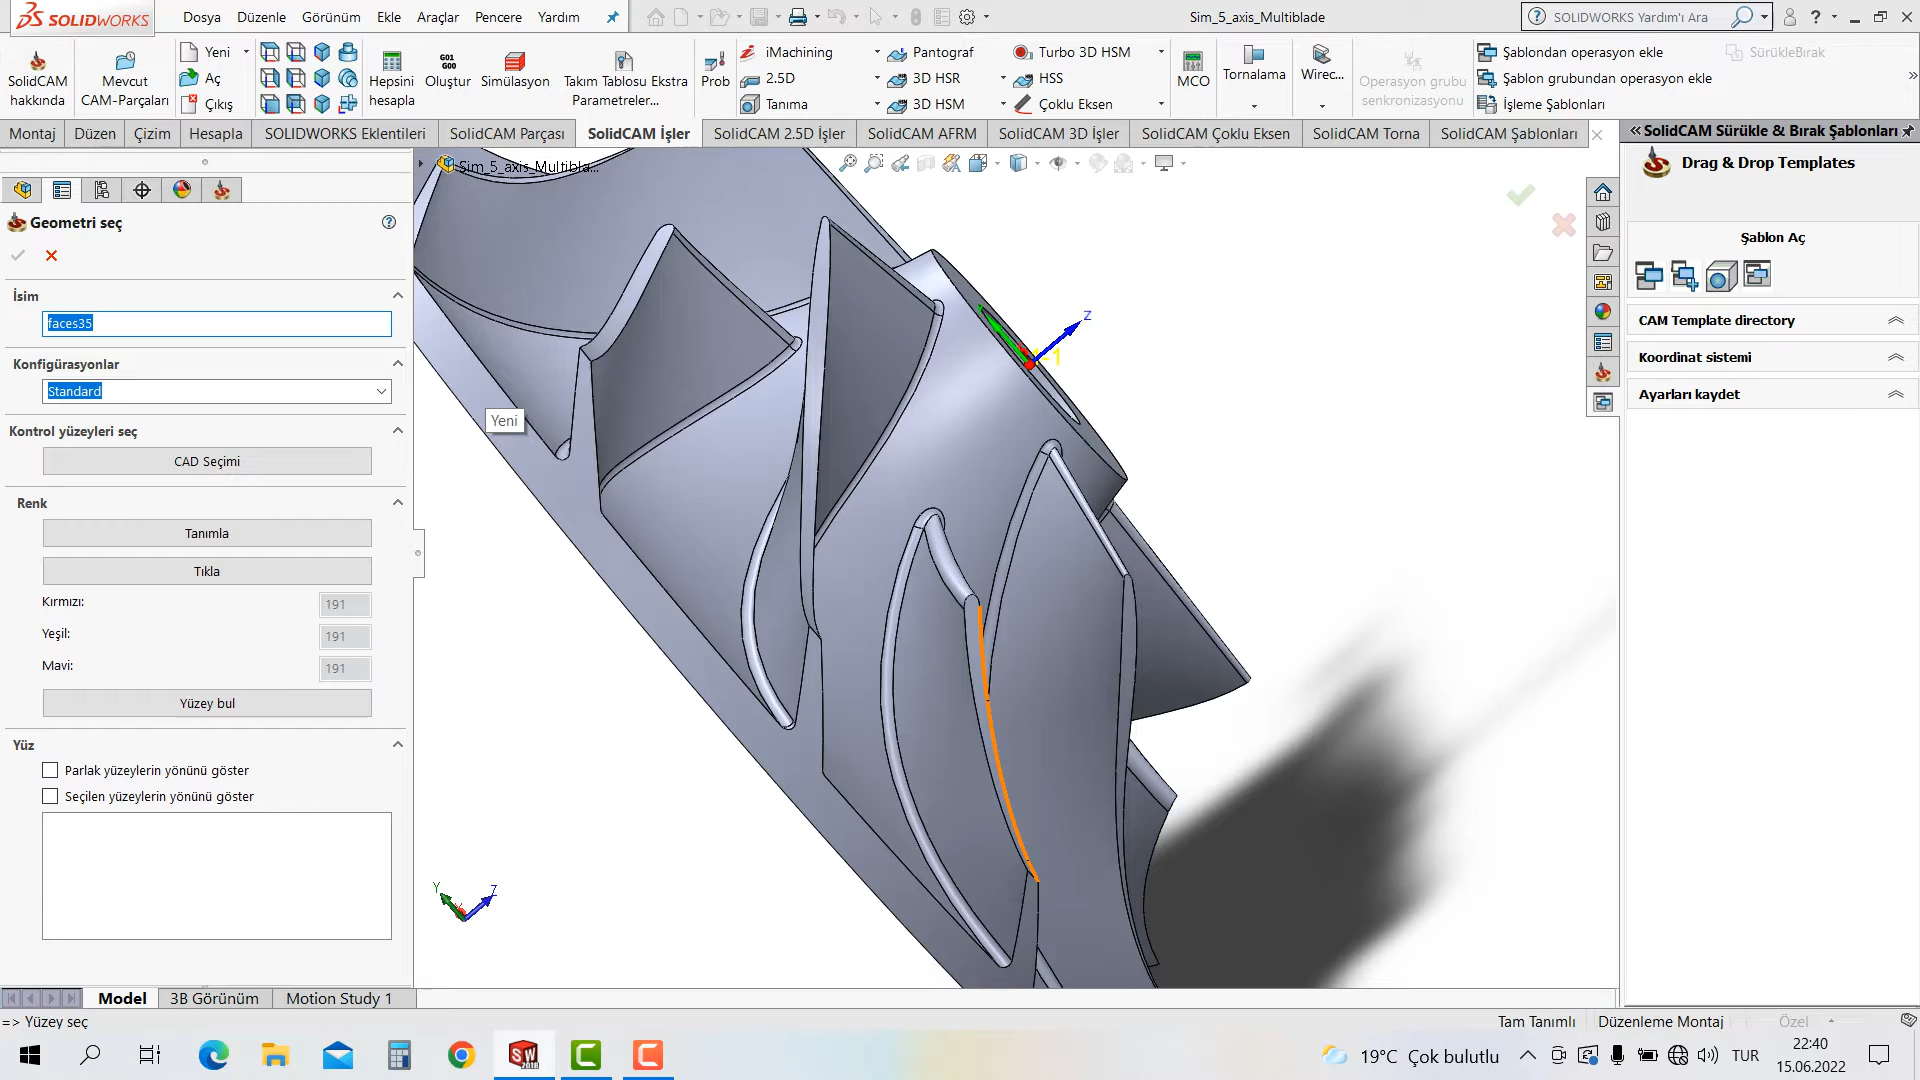 SOLIDWORKS
Dosya Düzenle Görünüm Ekle Araçlar Pencere Yardım
Sim_5_axis_Multiblade
SOLIDWORKS Yardım'ı Ara
SolidCAM hakkında
Mevcut CAM-Parçaları
Yeni
Aç
Çıkış
Hepsini hesapla
G01
G00
Oluştur
Simülasyon
Takım Tablosu Ekstra Parametreler...
Prob
iMachining
2.5D
Tanıma
Pantograf
3D HSR
3D HSM
Turbo 3D HSM
HSS
Çoklu Eksen
MCO
Tornalama
Wirec...
Operasyon grubu senkronizasyonu
Şablondan operasyon ekle
Şablon grubundan operasyon ekle
İşleme Şablonları
SürükleBırak
Montaj Düzen Çizim Hesapla SOLIDWORKS Eklentileri SolidCAM Parçası SolidCAM İşler SolidCAM 2.5D İşler SolidCAM AFRM SolidCAM 3D İşler SolidCAM Çoklu Eksen SolidCAM Torna SolidCAM Şablonları
SolidCAM Sürükle & Bırak Şablonları
Drag & Drop Templates
Şablon Aç
CAM Template directory
Koordinat sistemi
Ayarları kaydet
Sim_5_axis_Multibla...
Geometri seç
İsim
faces35
Konfigürasyonlar
Standard
Kontrol yüzeyleri seç
CAD Seçimi
Renk
Tanımla
Tıkla
Kırmızı: 191
Yeşil: 191
Mavi: 191
Yüzey bul
Yüz
Parlak yüzeylerin yönünü göster
Seçilen yüzeylerin yönünü göster
Yeni
Z
Y
Z
Model 3B Görünüm Motion Study 1
=> Yüzey seç
Tam Tanımlı Düzenleme Montaj Özel
SW
2018
19°C Çok bulutlu
TUR
22:40
15.06.2022